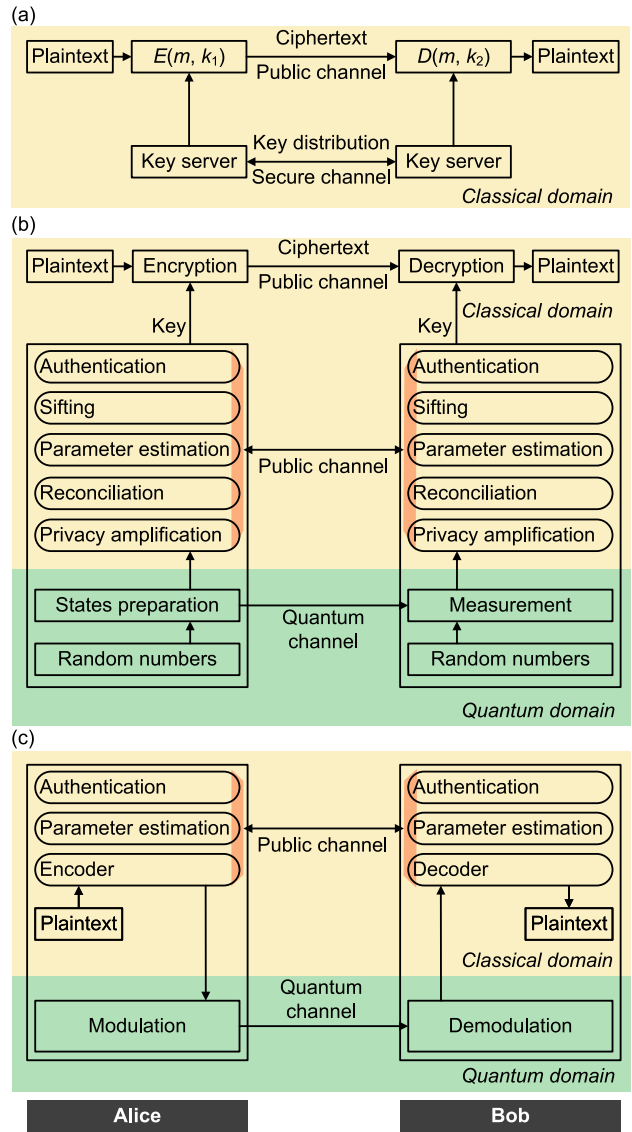 (a)
Ciphertext
Plaintext E(m, k₁) D(m, k₂) Plaintext
Public channel
Key distribution
Key server Key server
Secure channel
Classical domain
(b)
Ciphertext
Plaintext Encryption Decryption Plaintext
Public channel
Classical domain
Key Key
Authentication Authentication
Sifting Sifting
Parameter estimation Parameter estimation
Public channel
Reconciliation Reconciliation
Privacy amplification Privacy amplification
States preparation Measurement
Quantum
channel
Random numbers Random numbers
Quantum domain
(c)
Authentication Authentication
Parameter estimation Parameter estimation
Public channel
Encoder Decoder
Plaintext Plaintext
Classical domain
Quantum
channel
Modulation Demodulation
Quantum domain
Alice Bob